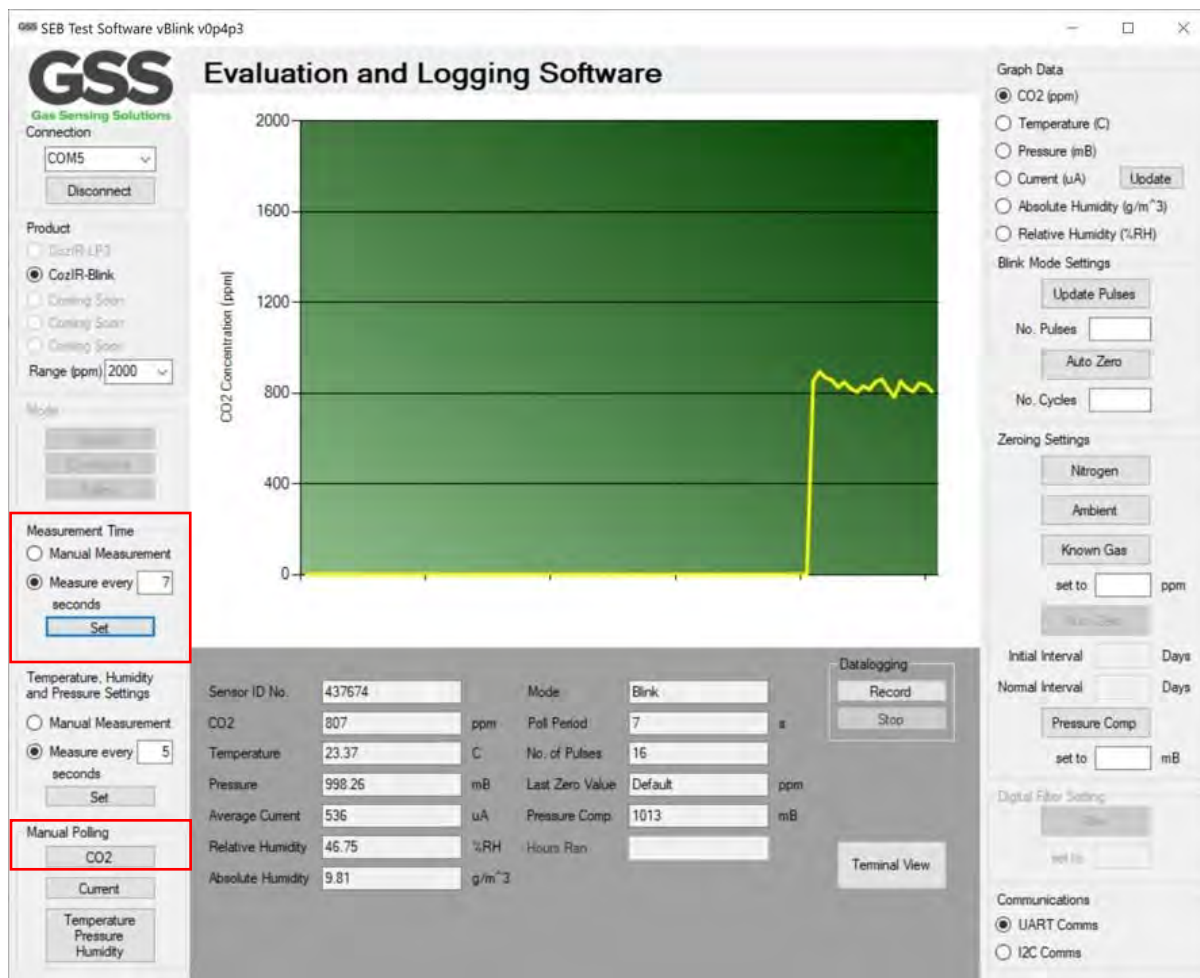 GSS SEB Test Software vBlink v0p4p3
GSS
Gas Sensing Solutions
Evaluation and Logging Software
Connection
COM5
Disconnect
Product
CozIR-LP3
CozIR-Blink
Coming Soon
Coming Soon
Coming Soon
Range (ppm) 2000
Mode
Measurement Time
Manual Measurement
Measure every 7
seconds
Set
Temperature, Humidity
and Pressure Settings
Manual Measurement
Measure every 5
seconds
Set
Manual Polling
CO2
Current
Temperature
Pressure
Humidity
CO2 Concentration (ppm)
2000
1600
1200
800
400
0
Sensor ID No. 437674
CO2 807 ppm
Temperature 23.37 C
Pressure 998.26 mB
Average Current 536 uA
Relative Humidity 46.75 %RH
Absolute Humidity 9.81 g/m^3
Mode Blink
Poll Period 7 s
No. of Pulses 16
Last Zero Value Default ppm
Pressure Comp. 1013 mB
Hours Ran
Datalogging
Record
Stop
Terminal View
Graph Data
CO2 (ppm)
Temperature (C)
Pressure (mB)
Current (uA) Update
Absolute Humidity (g/m^3)
Relative Humidity (%RH)
Blink Mode Settings
Update Pulses
No. Pulses
Auto Zero
No. Cycles
Zeroing Settings
Nitrogen
Ambient
Known Gas
set to ppm
Auto Zero
Initial Interval Days
Normal Interval Days
Pressure Comp
set to mB
Digital Filter Setting
set to
Communications
UART Comms
I2C Comms